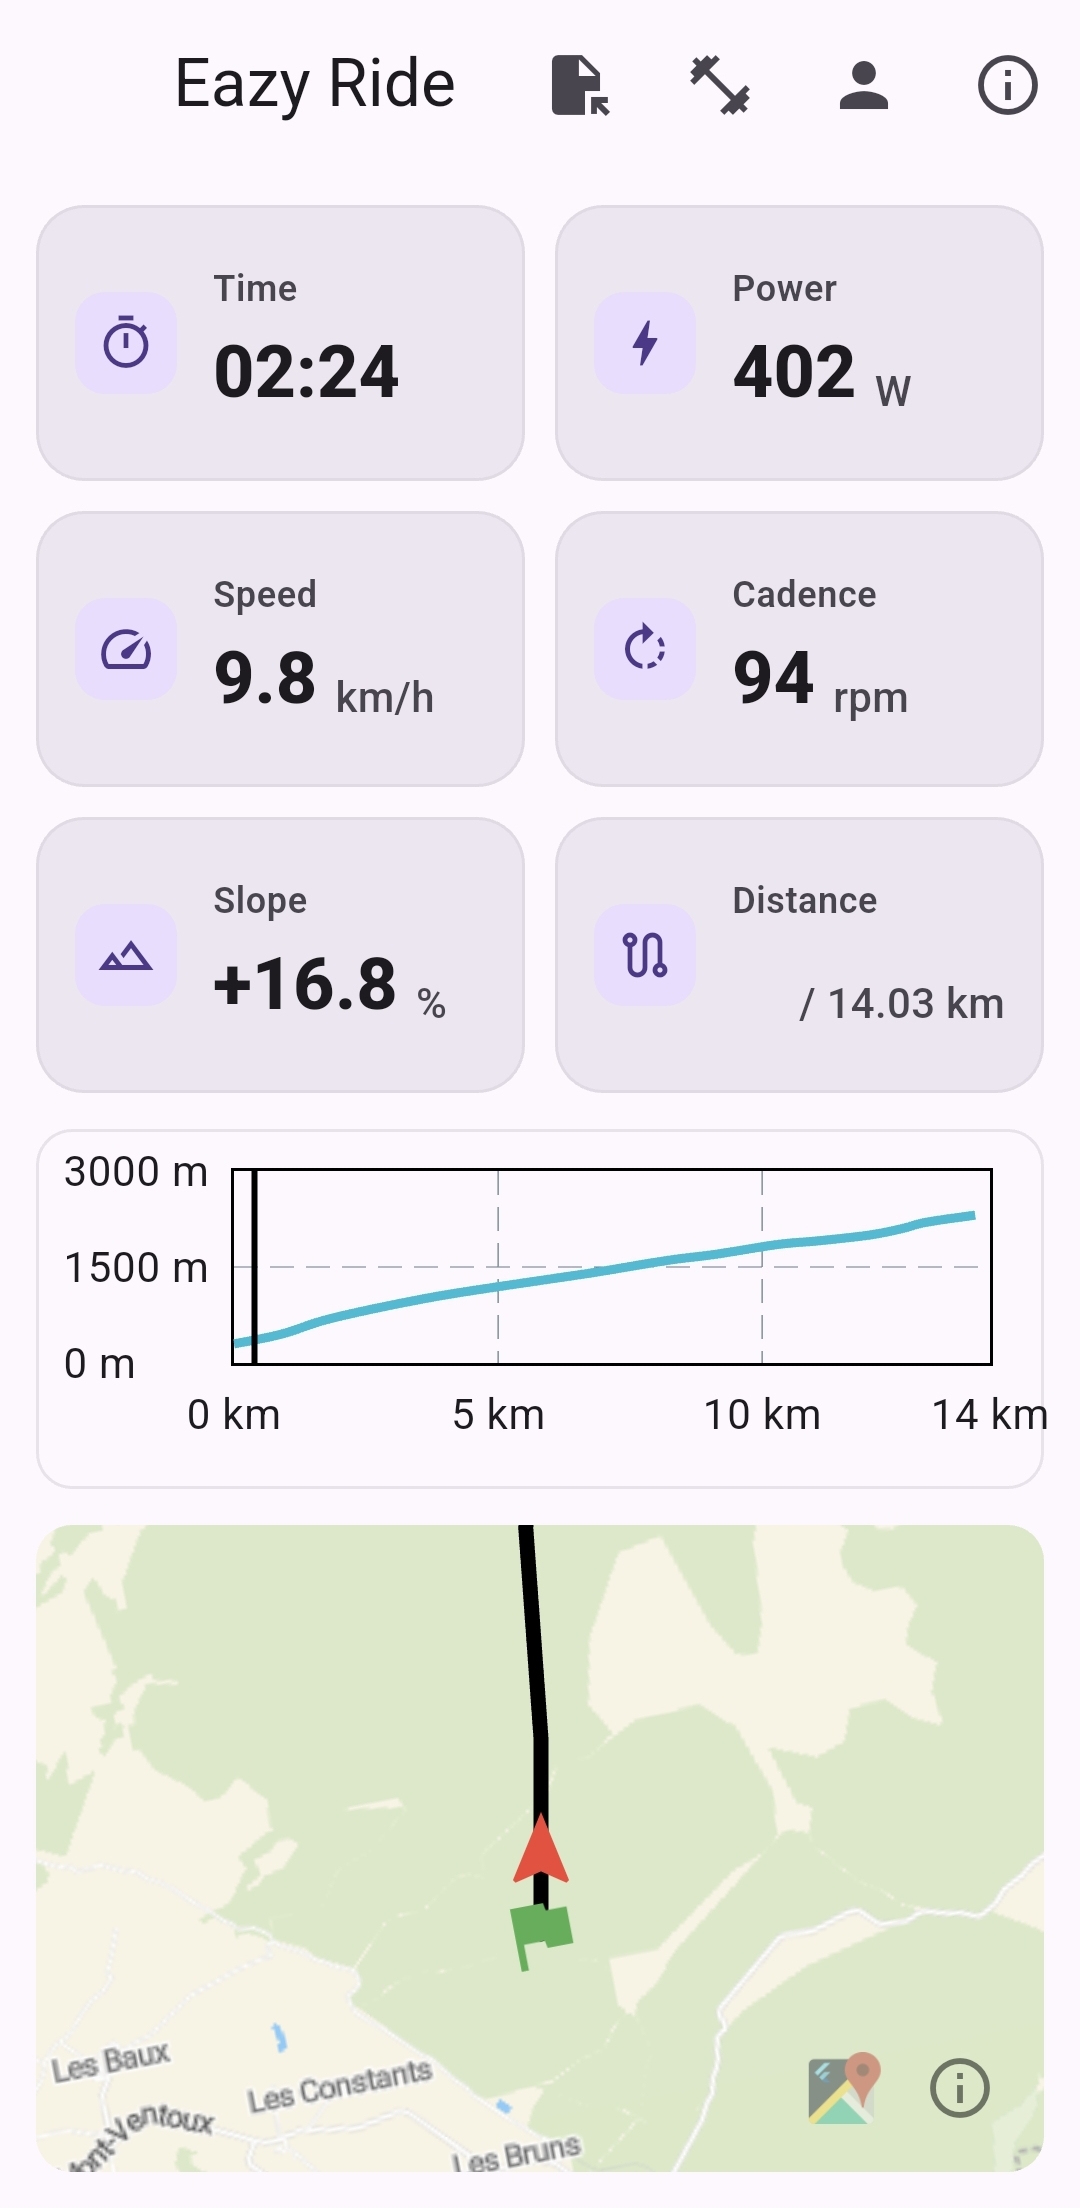 Eazy Ride
Time
02:24
Power
402 W
Speed
9.8 km/h
Cadence
94 rpm
Slope
+16.8 %
Distance
/ 14.03 km
3000 m
1500 m
0 m
0 km 5 km 10 km 14 km
Les Baux
Les Constants
Mont-Ventoux
Les Bruns